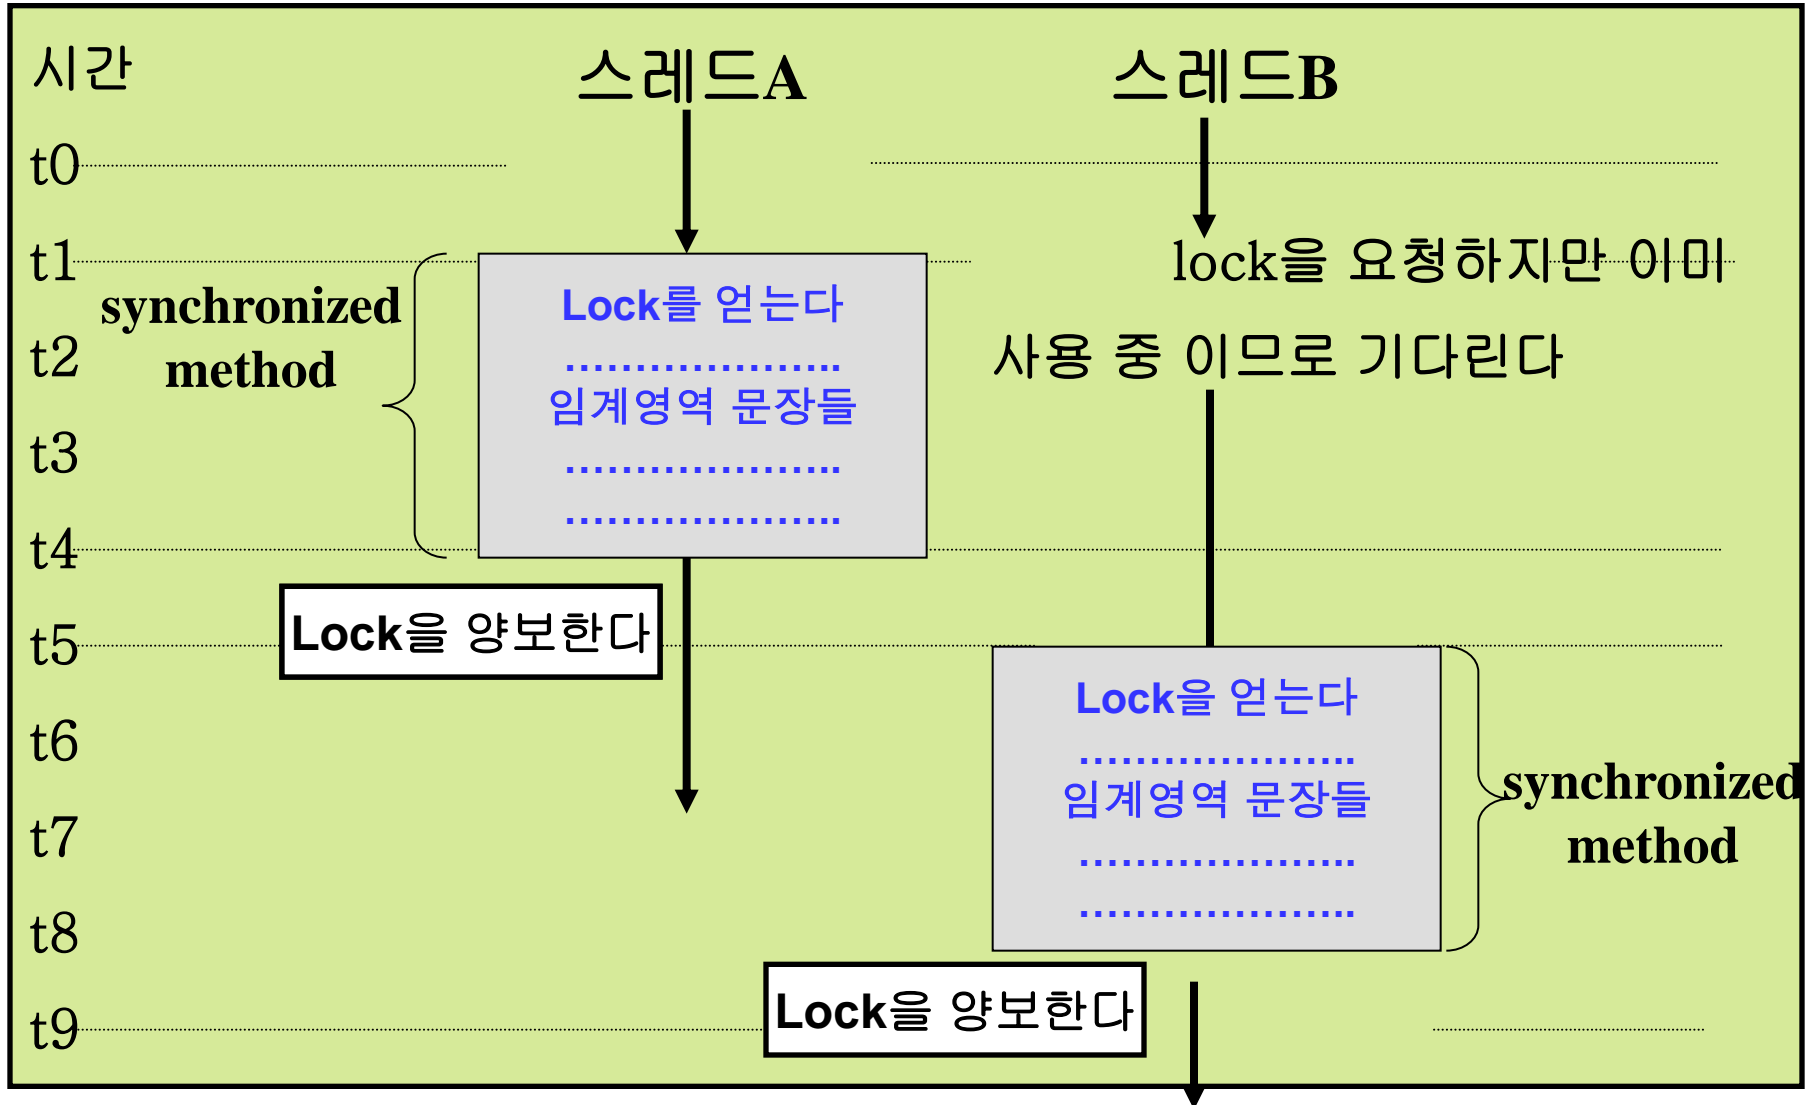 시간
스레드A
스레드B
t0
t1
lock을 요청하지만 이미
synchronized
method
Lock를 얻는다
t2
사용 중 이므로 기다린다
......................
임계영역 문장들
t3
......................
......................
t4
Lock을 양보한다
t5
Lock을 얻는다
t6
......................
임계영역 문장들
synchronized
method
t7
......................
......................
t8
Lock을 양보한다
t9